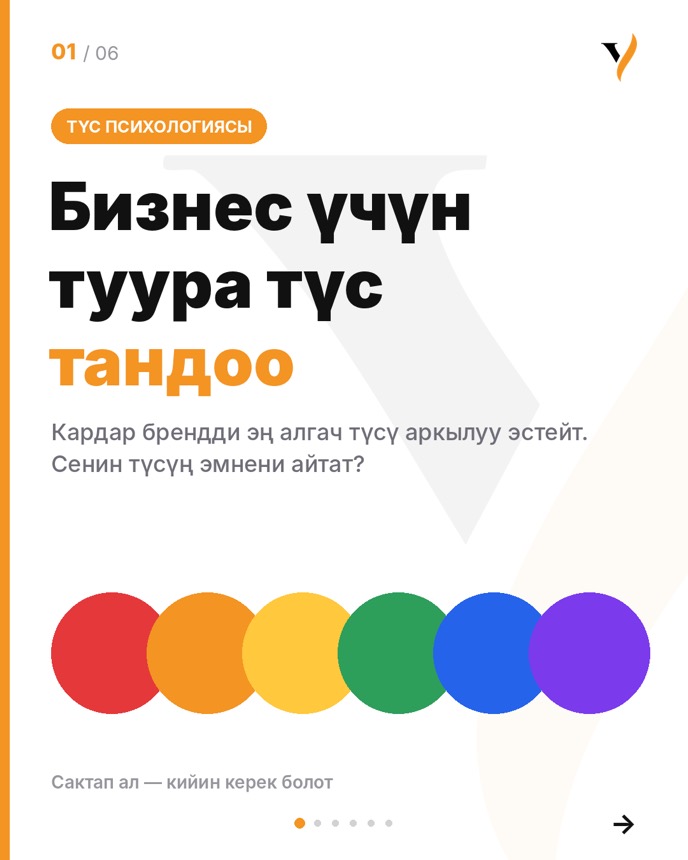 01 / 06
ТҮС ПСИХОЛОГИЯСЫ
Бизнес үчүн
туура түс
тандоо
Кардар брендди эң алгач түсү аркылуу эстейт.
Сенин түсүң эмнени айтат?
Сактап ал — кийин керек болот